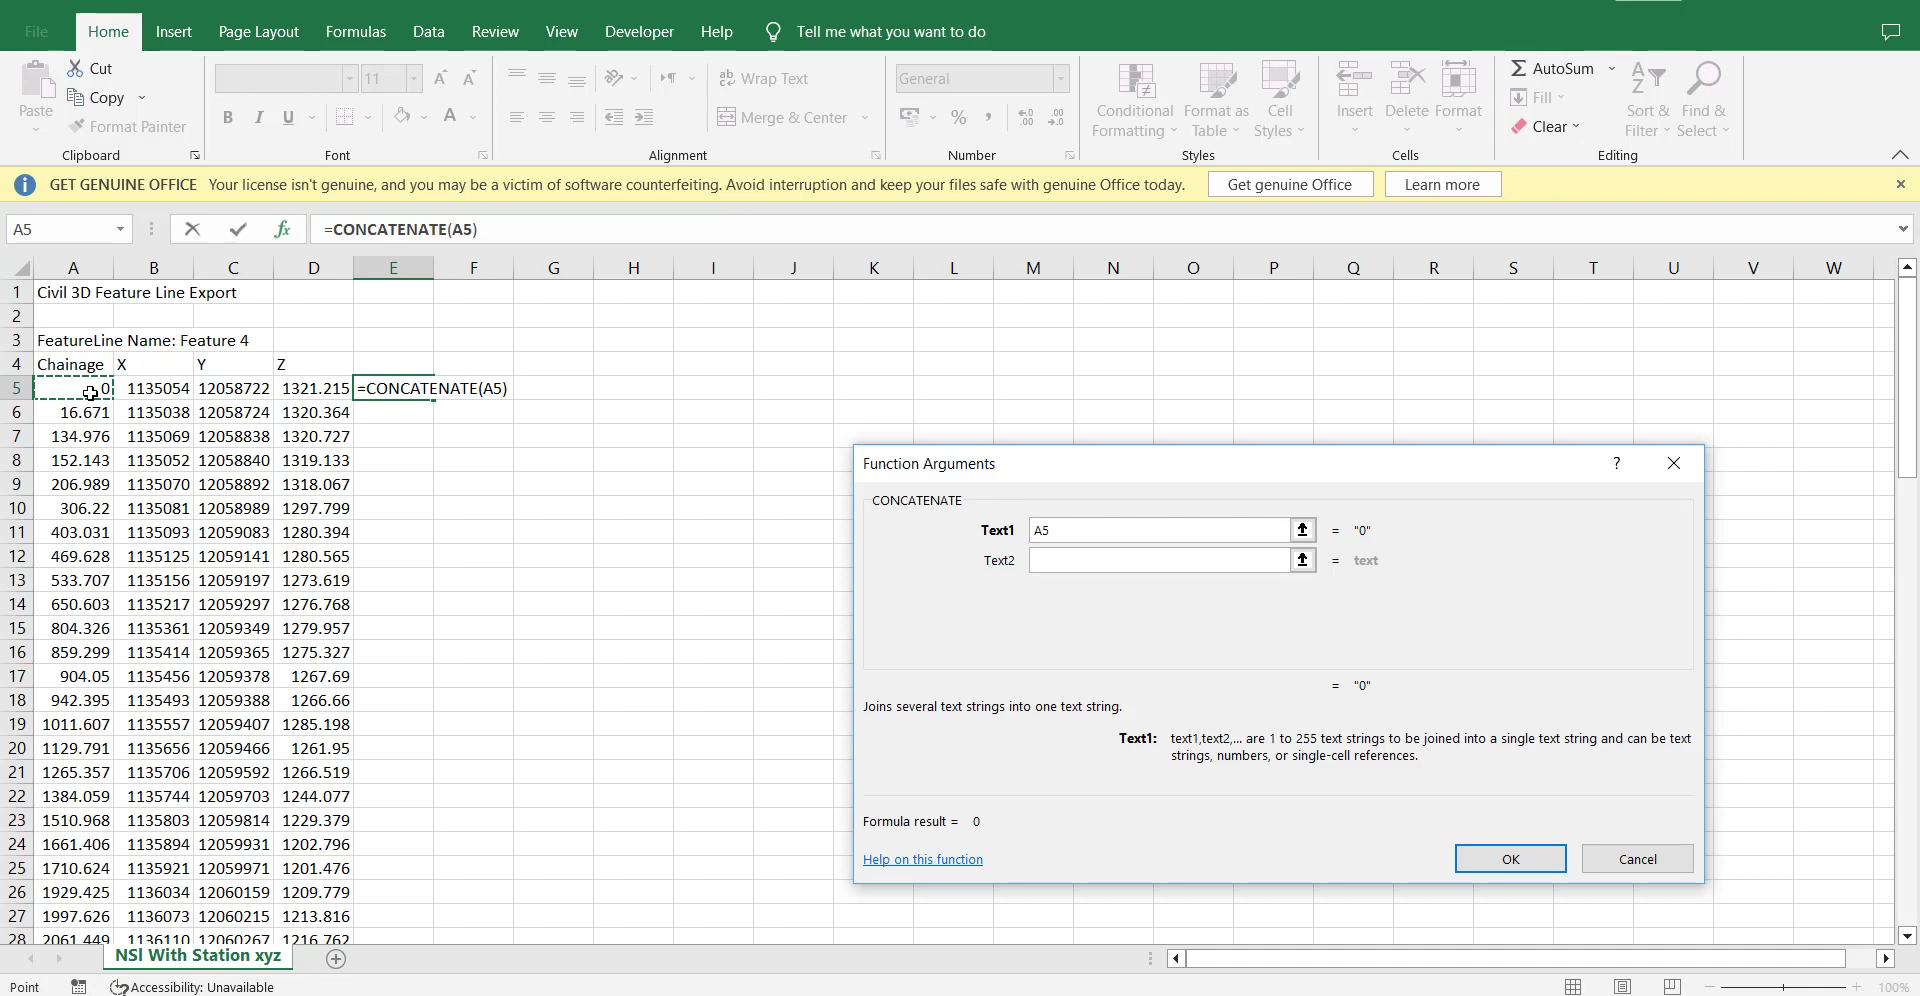 File Home Insert Page Layout Formulas Data Review View Developer Help Tell me what you want to do
Paste
Cut
Copy
Format Painter
Clipboard
11
B I U
Font
Wrap Text
Merge & Center
Alignment
General
Number
Conditional Formatting
Format as Table
Cell Styles
Styles
Insert Delete Format
Cells
AutoSum
Fill
Clear
Sort & Filter
Find & Select
Editing
GET GENUINE OFFICE Your license isn't genuine, and you may be a victim of software counterfeiting. Avoid interruption and keep your files safe with genuine Office today. Get genuine Office Learn more
A5 fx =CONCATENATE(A5)
A B C D E F G H I J K L M N O P Q R S T U V W
1 Civil 3D Feature Line Export
2
3 FeatureLine Name: Feature 4
4 Chainage X Y Z
5 0 1135054 12058722 1321.215 =CONCATENATE(A5)
6 16.671 1135038 12058724 1320.364
7 134.976 1135069 12058838 1320.727
8 152.143 1135052 12058840 1319.133
9 206.989 1135070 12058892 1318.067
10 306.22 1135081 12058989 1297.799
11 403.031 1135093 12059083 1280.394
12 469.628 1135125 12059141 1280.565
13 533.707 1135156 12059197 1273.619
14 650.603 1135217 12059297 1276.768
15 804.326 1135361 12059349 1279.957
16 859.299 1135414 12059365 1275.327
17 904.05 1135456 12059378 1267.69
18 942.395 1135493 12059388 1266.66
19 1011.607 1135557 12059407 1285.198
20 1129.791 1135656 12059466 1261.95
21 1265.357 1135706 12059592 1266.519
22 1384.059 1135744 12059703 1244.077
23 1510.968 1135803 12059814 1229.379
24 1661.406 1135894 12059931 1202.796
25 1710.624 1135921 12059971 1201.476
26 1929.425 1136034 12060159 1209.779
27 1997.626 1136073 12060215 1213.816
28 2061.449 1136110 12060267 1216.762
Function Arguments ?
CONCATENATE
Text1 A5 = "0"
Text2 = text
= "0"
Joins several text strings into one text string.
Text1: text1,text2,... are 1 to 255 text strings to be joined into a single text string and can be text
strings, numbers, or single-cell references.
Formula result = 0
Help on this function
OK Cancel
NSl With Station xyz
Point Accessibility: Unavailable 100%